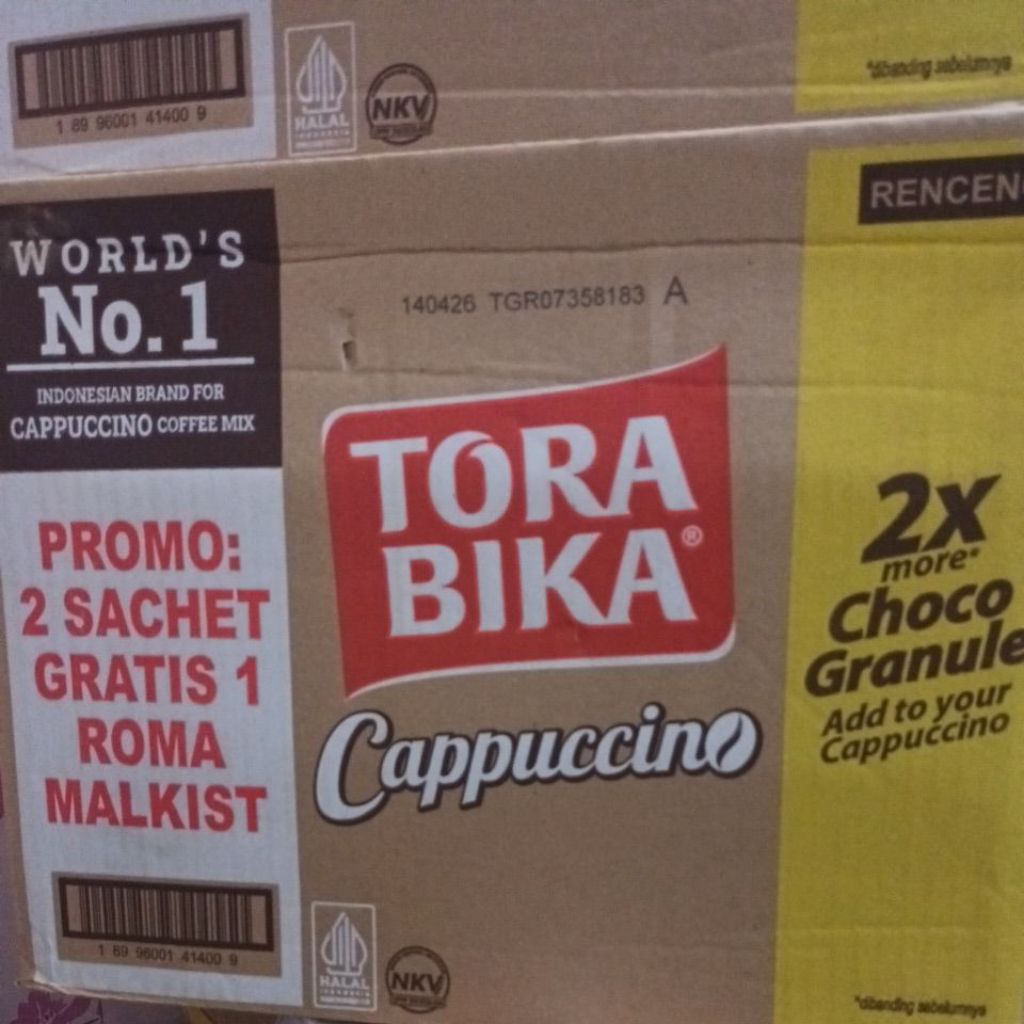 1 89 96001 41400 9
HALAL
INDONESIA
NKV
*dibanding sebelumnya
WORLD'S
No. 1
INDONESIAN BRAND FOR
CAPPUCCINO COFFEE MIX
PROMO:
2 SACHET
GRATIS 1
ROMA
MALKIST
1 89 96001 41400 9
140426 TGR07358183 A
TORA
BIKA®
Cappuccino
HALAL
INDONESIA
NKV
RENCEN
2x
more*
Choco
Granule
Add to your
Cappuccino
*dibanding sebelumnya